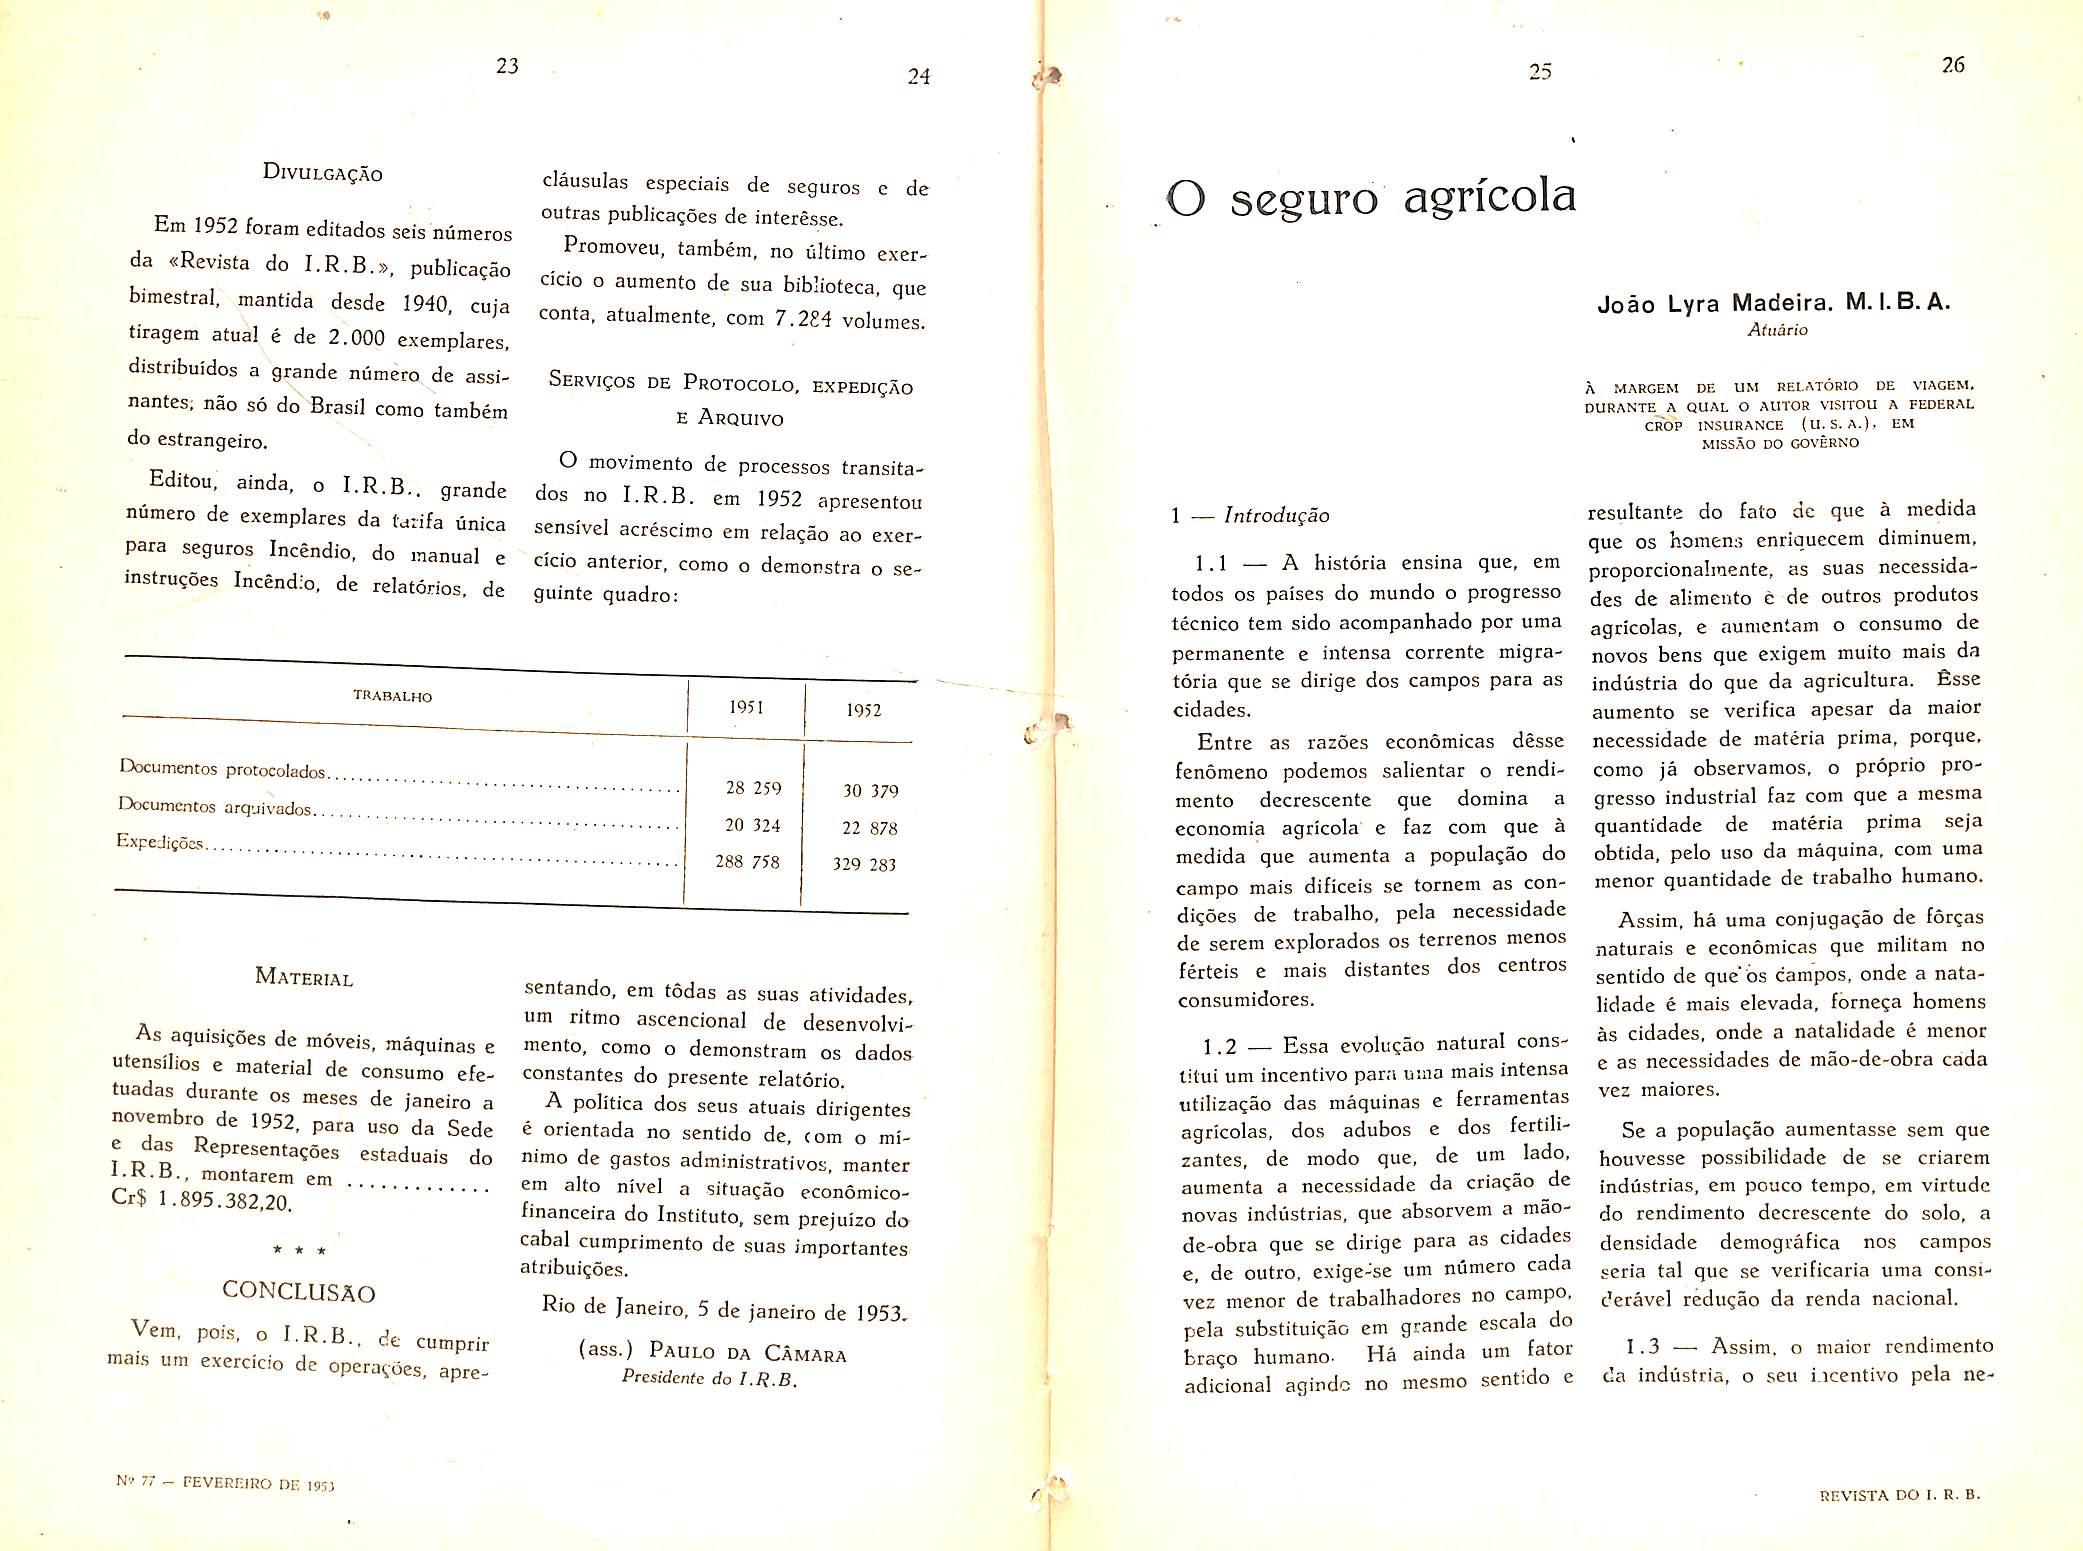 23
24
DIVULGAÇÃO
Em 1952 foram editados seis números
da «Revista do I.R.B.», publicação
bimestral, mantida desde 1940, cuja
tiragem atual é de 2.000 exemplares,
distribuídos a grande número de assi-
nantes, não só do Brasil como também
do estrangeiro.
Editou, ainda, o I.R.B., grande
número de exemplares da tarifa única
para seguros Incêndio, do manual e
instruções Incêndio, de relatórios, de
cláusulas especiais de seguros e de
outras publicações de interêsse.
Promoveu, também, no último exer-
cício o aumento de sua biblioteca, que
conta, atualmente, com 7.284 volumes.
SERVIÇOS DE PROTOCOLO, EXPEDIÇÃO
E ARQUIVO
O movimento de processos transita-
dos no I.R.B. em 1952 apresentou
sensível acréscimo em relação ao exer-
cício anterior, como o demonstra o se-
guinte quadro:
TRABALHO 1951 1952
Documentos protocolados 28 259 30 379
Documentos arquivados 20 324 22 878
Expedições 288 758 329 283
MATERIAL
As aquisições de móveis, máquinas e
utensílios e material de consumo efe-
tuadas durante os meses de janeiro a
novembro de 1952, para uso da Sede
e das Representações estaduais do
I.R.B., montarem em .............
Cr$ 1.895.382,20.
* * *
CONCLUSÃO
Vem, pois, o I.R.B., de cumprir
mais um exercício de operações, apre-
sentando, em tôdas as suas atividades,
um ritmo ascencional de desenvolvi-
mento, como o demonstram os dados
constantes do presente relatório.
A política dos seus atuais dirigentes
é orientada no sentido de, com o mí-
nimo de gastos administrativos, manter
em alto nível a situação econômico-
financeira do Instituto, sem prejuízo do
cabal cumprimento de suas importantes
atribuições.
Rio de Janeiro, 5 de janeiro de 1953.
(ass.) PAULO DA CÂMARA
Presidente do I.R.B.
Nº 77 — FEVEREIRO DE 1953
25
26
O seguro agrícola
João Lyra Madeira. M.I.B.A.
Atuário
À MARGEM DE UM RELATÓRIO DE VIAGEM,
DURANTE A QUAL O AUTOR VISITOU A FEDERAL
CROP INSURANCE (U.S.A.), EM
MISSÃO DO GOVÊRNO
1 — Introdução
1.1 — A história ensina que, em
todos os países do mundo o progresso
técnico tem sido acompanhado por uma
permanente e intensa corrente migra-
tória que se dirige dos campos para as
cidades.
Entre as razões econômicas dêsse
fenômeno podemos salientar o rendi-
mento decrescente que domina a
economia agrícola e faz com que à
medida que aumenta a população do
campo mais difíceis se tornem as con-
dições de trabalho, pela necessidade
de serem explorados os terrenos menos
férteis e mais distantes dos centros
consumidores.
1.2 — Essa evolução natural cons-
titui um incentivo para uma mais intensa
utilização das máquinas e ferramentas
agrícolas, dos adubos e dos fertili-
zantes, de modo que, de um lado,
aumenta a necessidade da criação de
novas indústrias, que absorvem a mão-
de-obra que se dirige para as cidades
e, de outro, exige-se um número cada
vez menor de trabalhadores no campo,
pela substituição em grande escala do
braço humano. Há ainda um fator
adicional agindo no mesmo sentido e
resultante do fato de que à medida
que os homens enriquecem diminuem,
proporcionalmente, as suas necessida-
des de alimento e de outros produtos
agrícolas, e aumentam o consumo de
novos bens que exigem muito mais da
indústria do que da agricultura. Êsse
aumento se verifica apesar da maior
necessidade de matéria prima, porque,
como já observamos, o próprio pro-
gresso industrial faz com que a mesma
quantidade de matéria prima seja
obtida, pelo uso da máquina, com uma
menor quantidade de trabalho humano.
Assim, há uma conjugação de fôrças
naturais e econômicas que militam no
sentido de que os campos, onde a nata-
lidade é mais elevada, forneça homens
às cidades, onde a natalidade é menor
e as necessidades de mão-de-obra cada
vez maiores.
Se a população aumentasse sem que
houvesse possibilidade de se criarem
indústrias, em pouco tempo, em virtude
do rendimento decrescente do solo, a
densidade demográfica nos campos
seria tal que se verificaria uma consi-
derável redução da renda nacional.
1.3 — Assim, o maior rendimento
da indústria, o seu incentivo pela ne-
REVISTA DO I. R. B.